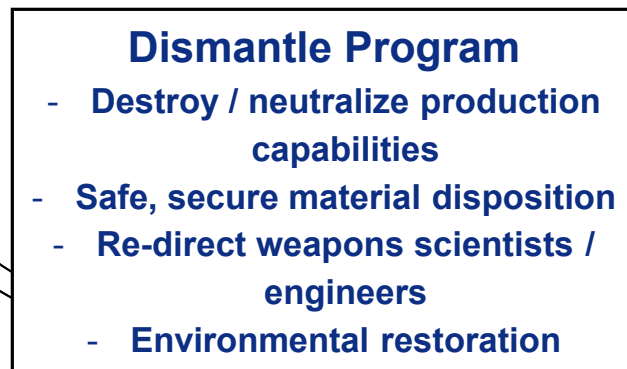 Dismantle Program
- Destroy / neutralize production
capabilities
- Safe, secure material disposition
- Re-direct weapons scientists /
engineers
- Environmental restoration